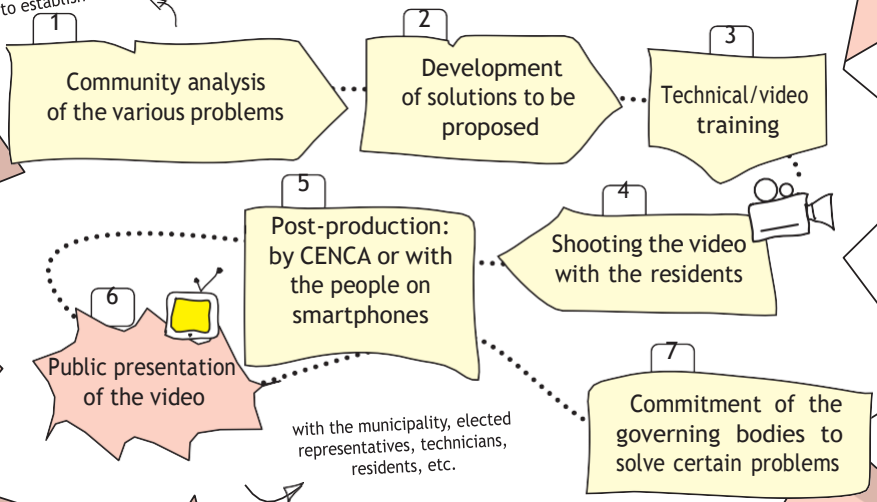 1
Community analysis
of the various problems
2
Development
of solutions to be
proposed
3
Technical/video
training
4
Shooting the video
with the residents
5
Post-production:
by CENCA or with
the people on
smartphones
6
Public presentation
of the video
with the municipality, elected
representatives, technicians,
residents, etc.
7
Commitment of the
governing bodies to
solve certain problems